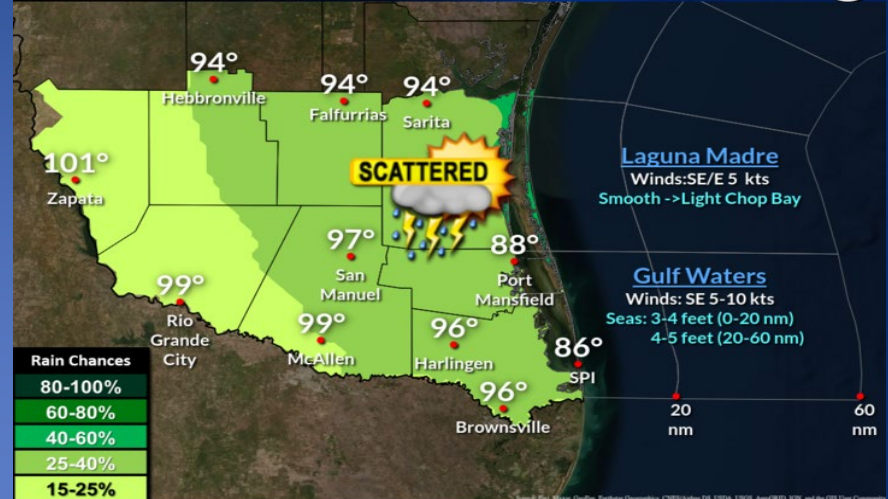 94°
Hebbronville
94°
Falfurrias
94°
Sarita
101°
Zapata
SCATTERED
97°
San
Manuel
88°
Port
Mansfield
99°
Rio
Grande
City
99°
McAllen
96°
Harlingen
86°
SPI
96°
Brownsville
Laguna Madre
Winds:SE/E 5 kts
Smooth ->Light Chop Bay
Gulf Waters
Winds: SE 5-10 kts
Seas: 3-4 feet (0-20 nm)
4-5 feet (20-60 nm)
20
nm
60
nm
Rain Chances
80-100%
60-80%
40-60%
25-40%
15-25%